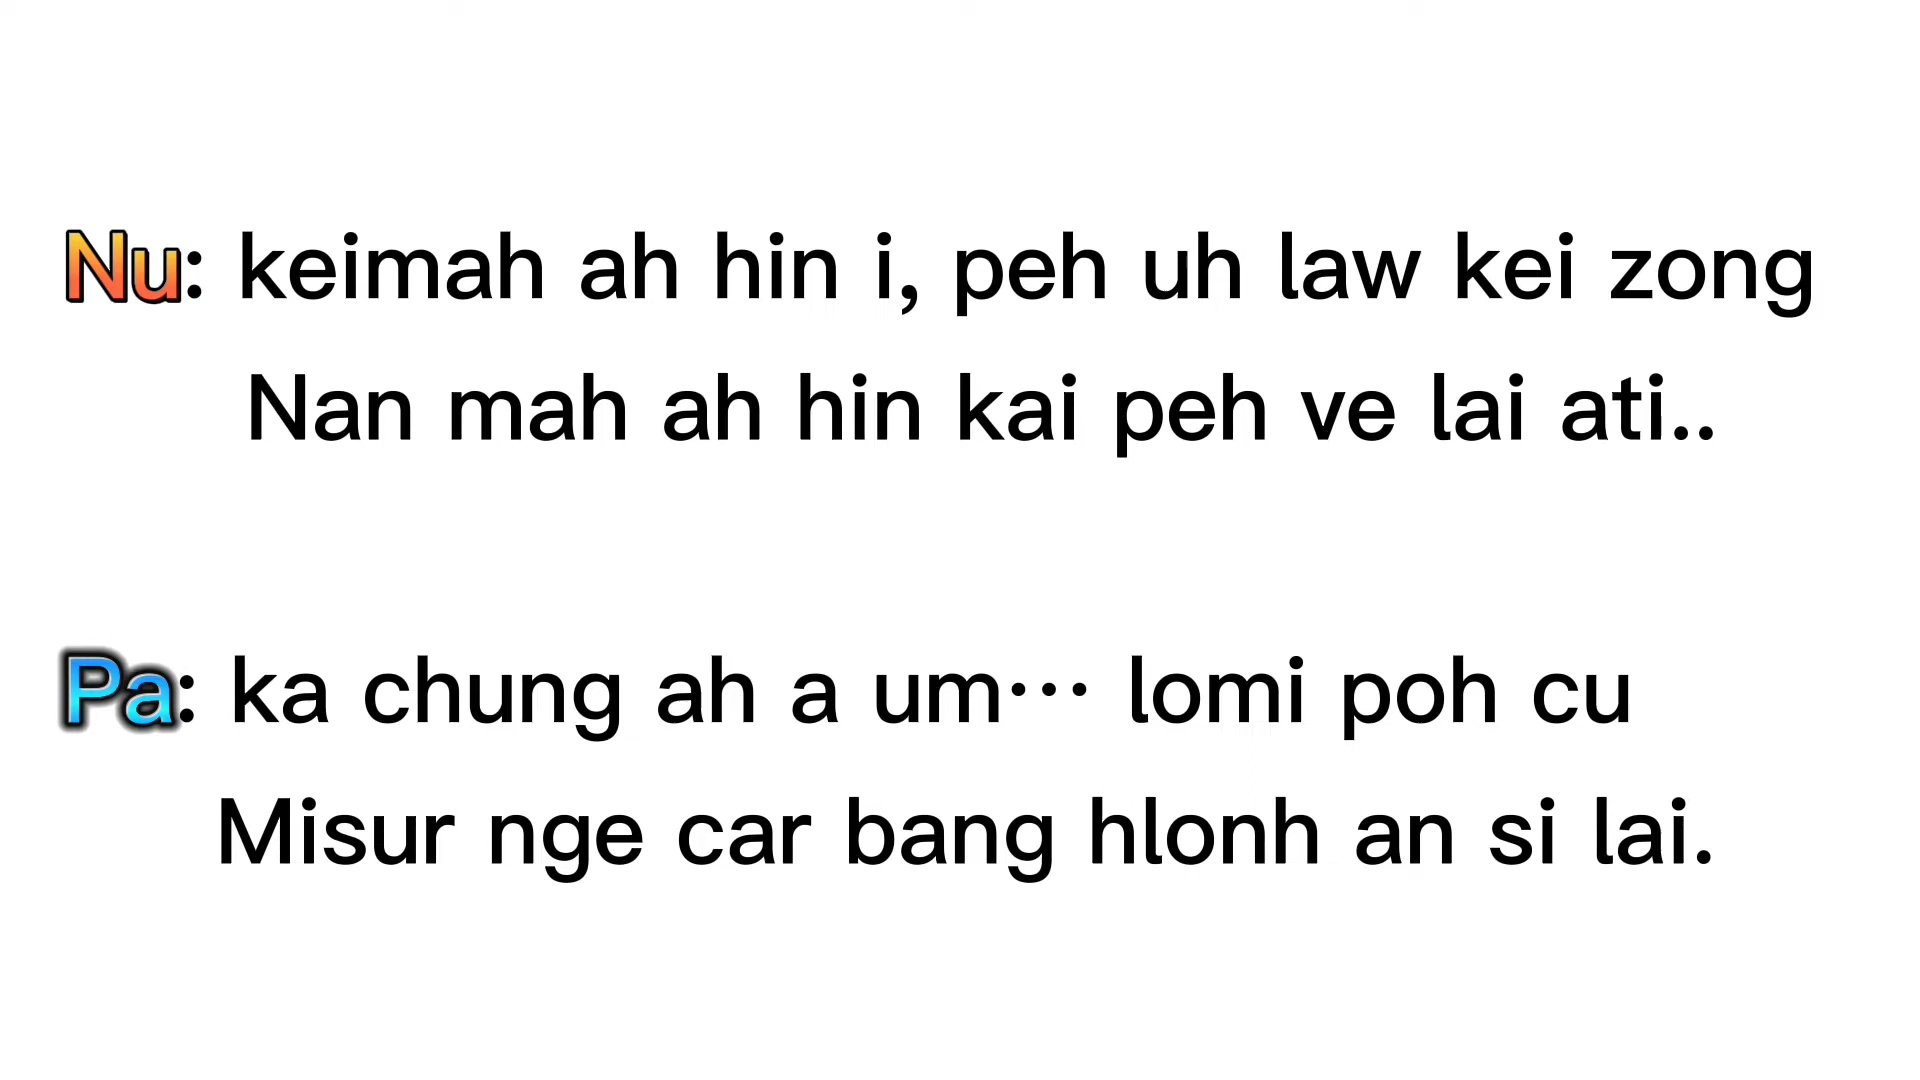 Nu: keimah ah hin i, peh uh law kei zong
Nan mah ah hin kai peh ve lai ati..
Pa: ka chung ah a um… lomi poh cu
Misur nge car bang hlonh an si lai.